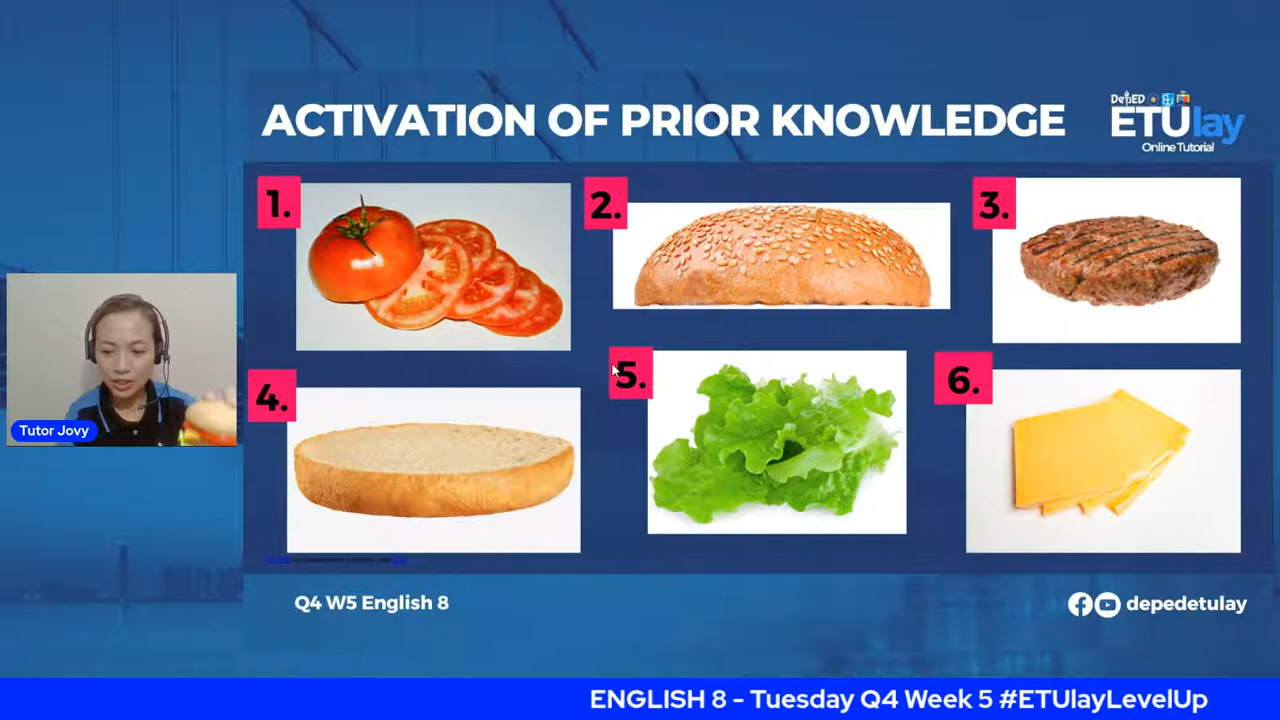 ACTIVATION OF PRIOR KNOWLEDGE
DepED
ETUlay
Online Tutorial
1.
2.
3.
4.
5.
6.
Tutor Jovy
Q4 W5 English 8
depedetulay
ENGLISH 8 - Tuesday Q4 Week 5 #ETUlayLevelUp